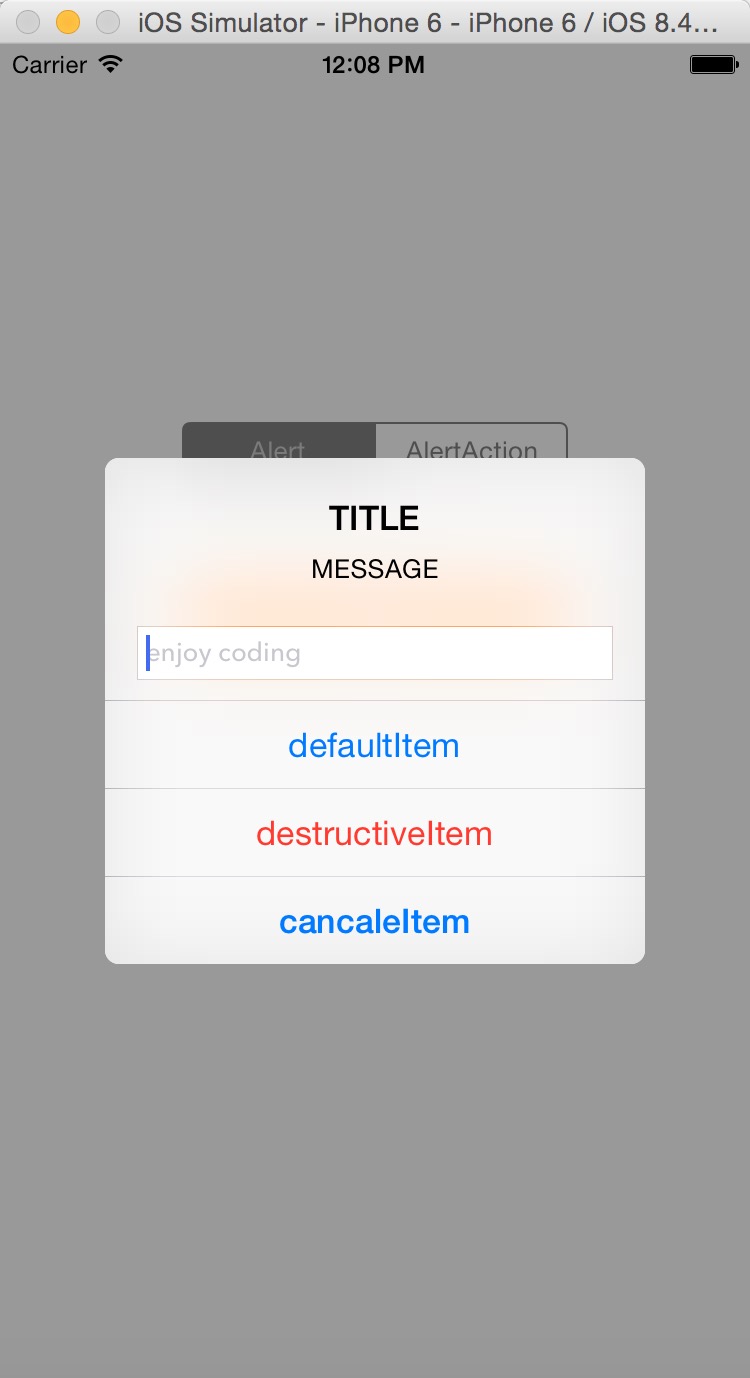 iOS Simulator - iPhone 6 - iPhone 6 / iOS 8.4...
Carrier 12:08 PM
Alert AlertAction
TITLE
MESSAGE
enjoy coding
defaultItem
destructiveItem
cancaleItem